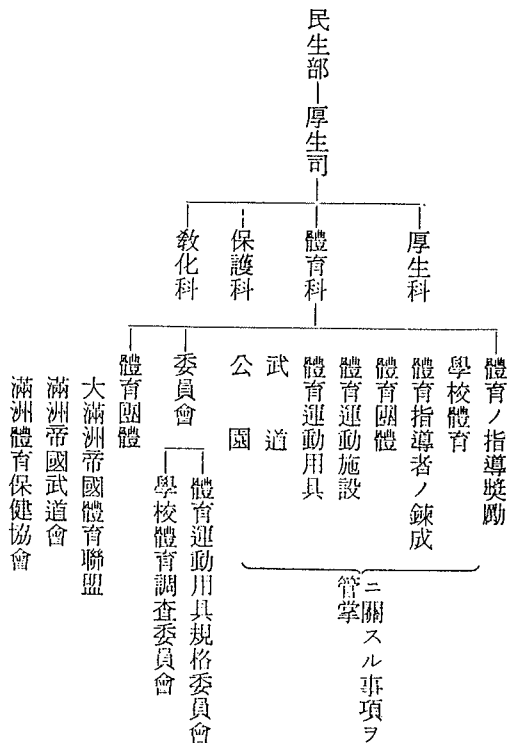 民生部―厚生司
厚生科
體育科
保護科
敎化科
體育ノ指導奬勵
學校體育
體育指導者ノ鍊成
體育團體
體育運動施設
體育運動用具
武道
公園
ニ關スル事項ヲ
管掌
委員會
體育運動用具規格委員會
學校體育調査委員會
體育團體
大滿洲帝國體育聯盟
滿洲帝國武道會
滿洲體育保健協會